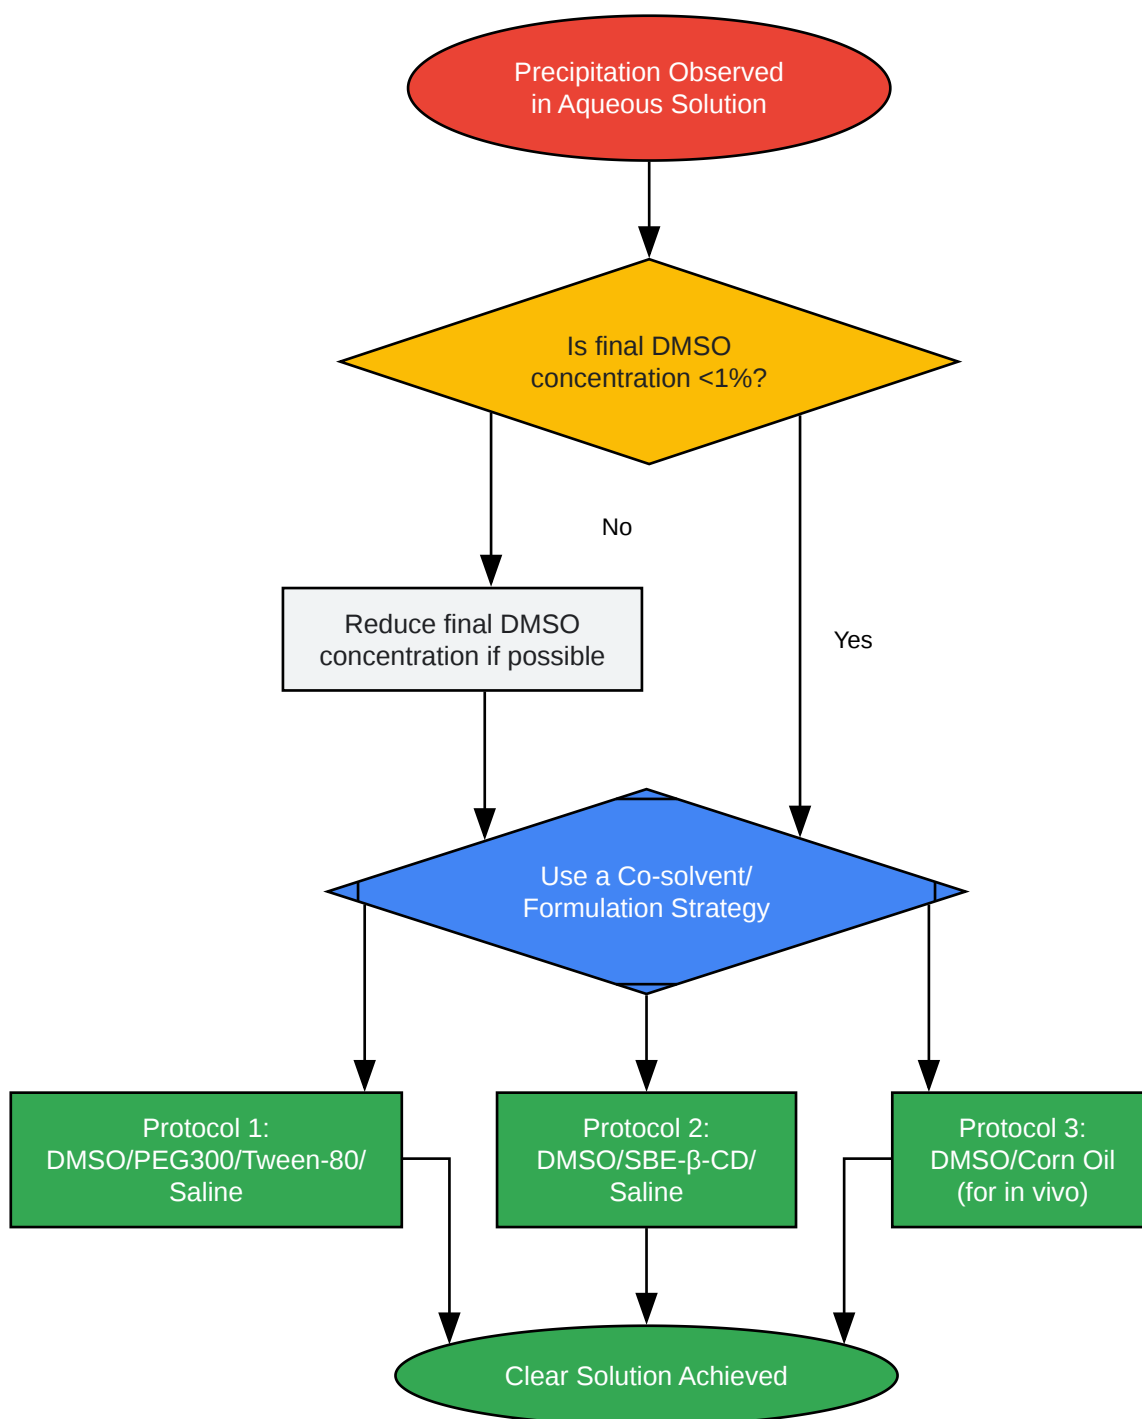 Precipitation Observed
in Aqueous Solution
Is final DMSO
concentration <1%?
No
Reduce final DMSO
concentration if possible
Yes
Use a Co-solvent/
Formulation Strategy
Protocol 1:
DMSO/PEG300/Tween-80/
Saline
Protocol 2:
DMSO/SBE-β-CD/
Saline
Protocol 3:
DMSO/Corn Oil
(for in vivo)
Clear Solution Achieved